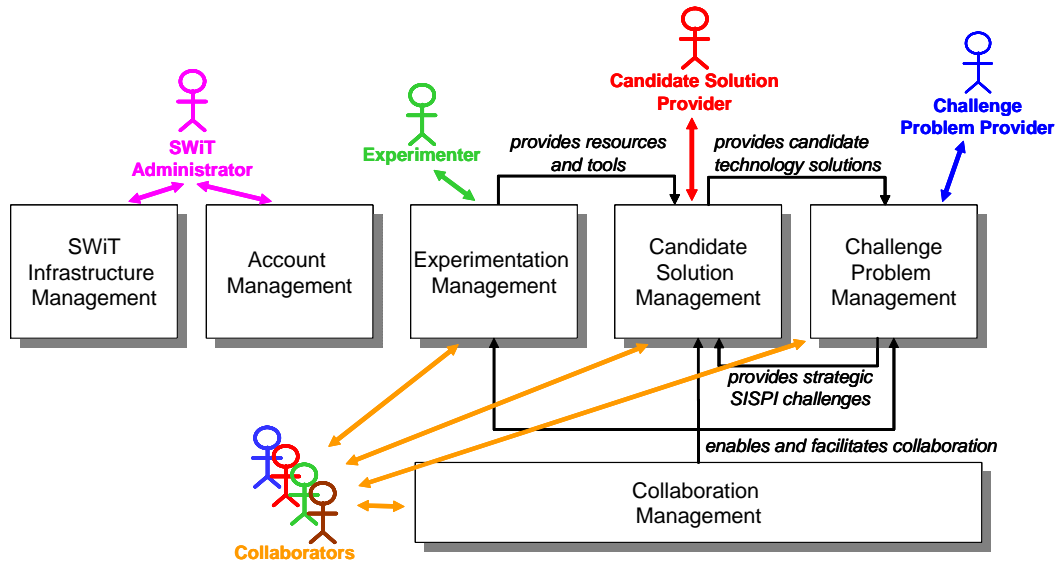 Candidate Solution
Provider
Challenge
Problem Provider
SWiT
Administrator
Experimenter
provides resources
and tools
provides candidate
technology solutions
SWiT
Infrastructure
Management
Account
Management
Experimentation
Management
Candidate
Solution
Management
Challenge
Problem
Management
provides strategic
SISPI challenges
enables and facilitates collaboration
Collaboration
Management
Collaborators